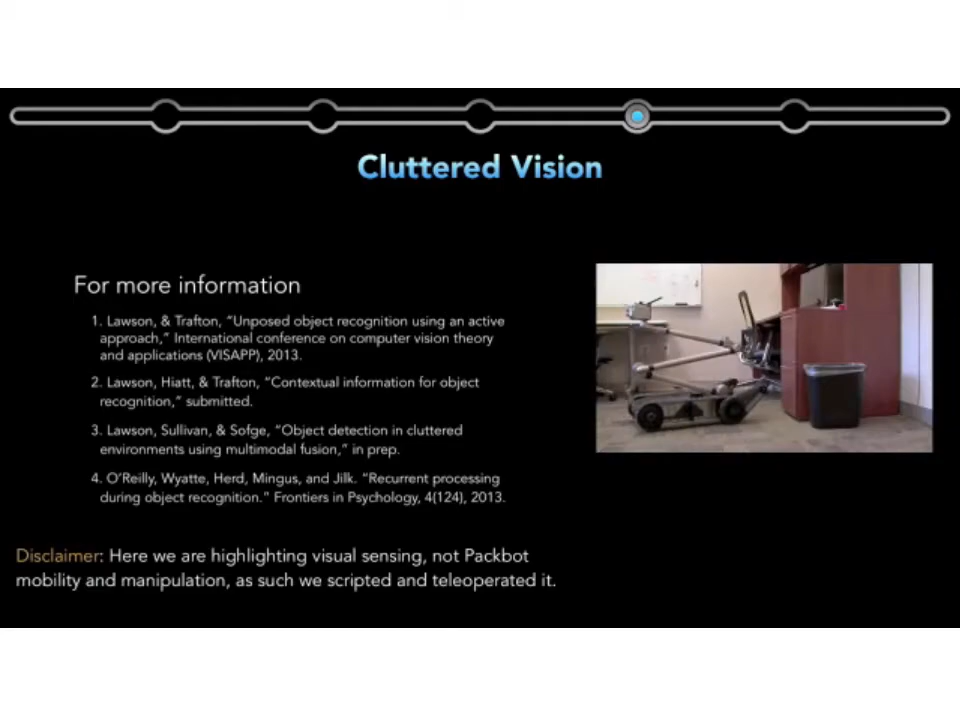 Cluttered Vision
For more information
1. Lawson, & Trafton, “Unposed object recognition using an active
approach,” International conference on computer vision theory
and applications (VISAPP), 2013.
2. Lawson, Hiatt, & Trafton, “Contextual information for object
recognition,” submitted.
3. Lawson, Sullivan, & Sofge, “Object detection in cluttered
environments using multimodal fusion,” in prep.
4. O’Reilly, Wyatte, Herd, Mingus, and Jilk. “Recurrent processing
during object recognition.” Frontiers in Psychology, 4(124), 2013.
Disclaimer: Here we are highlighting visual sensing, not Packbot
mobility and manipulation, as such we scripted and teleoperated it.